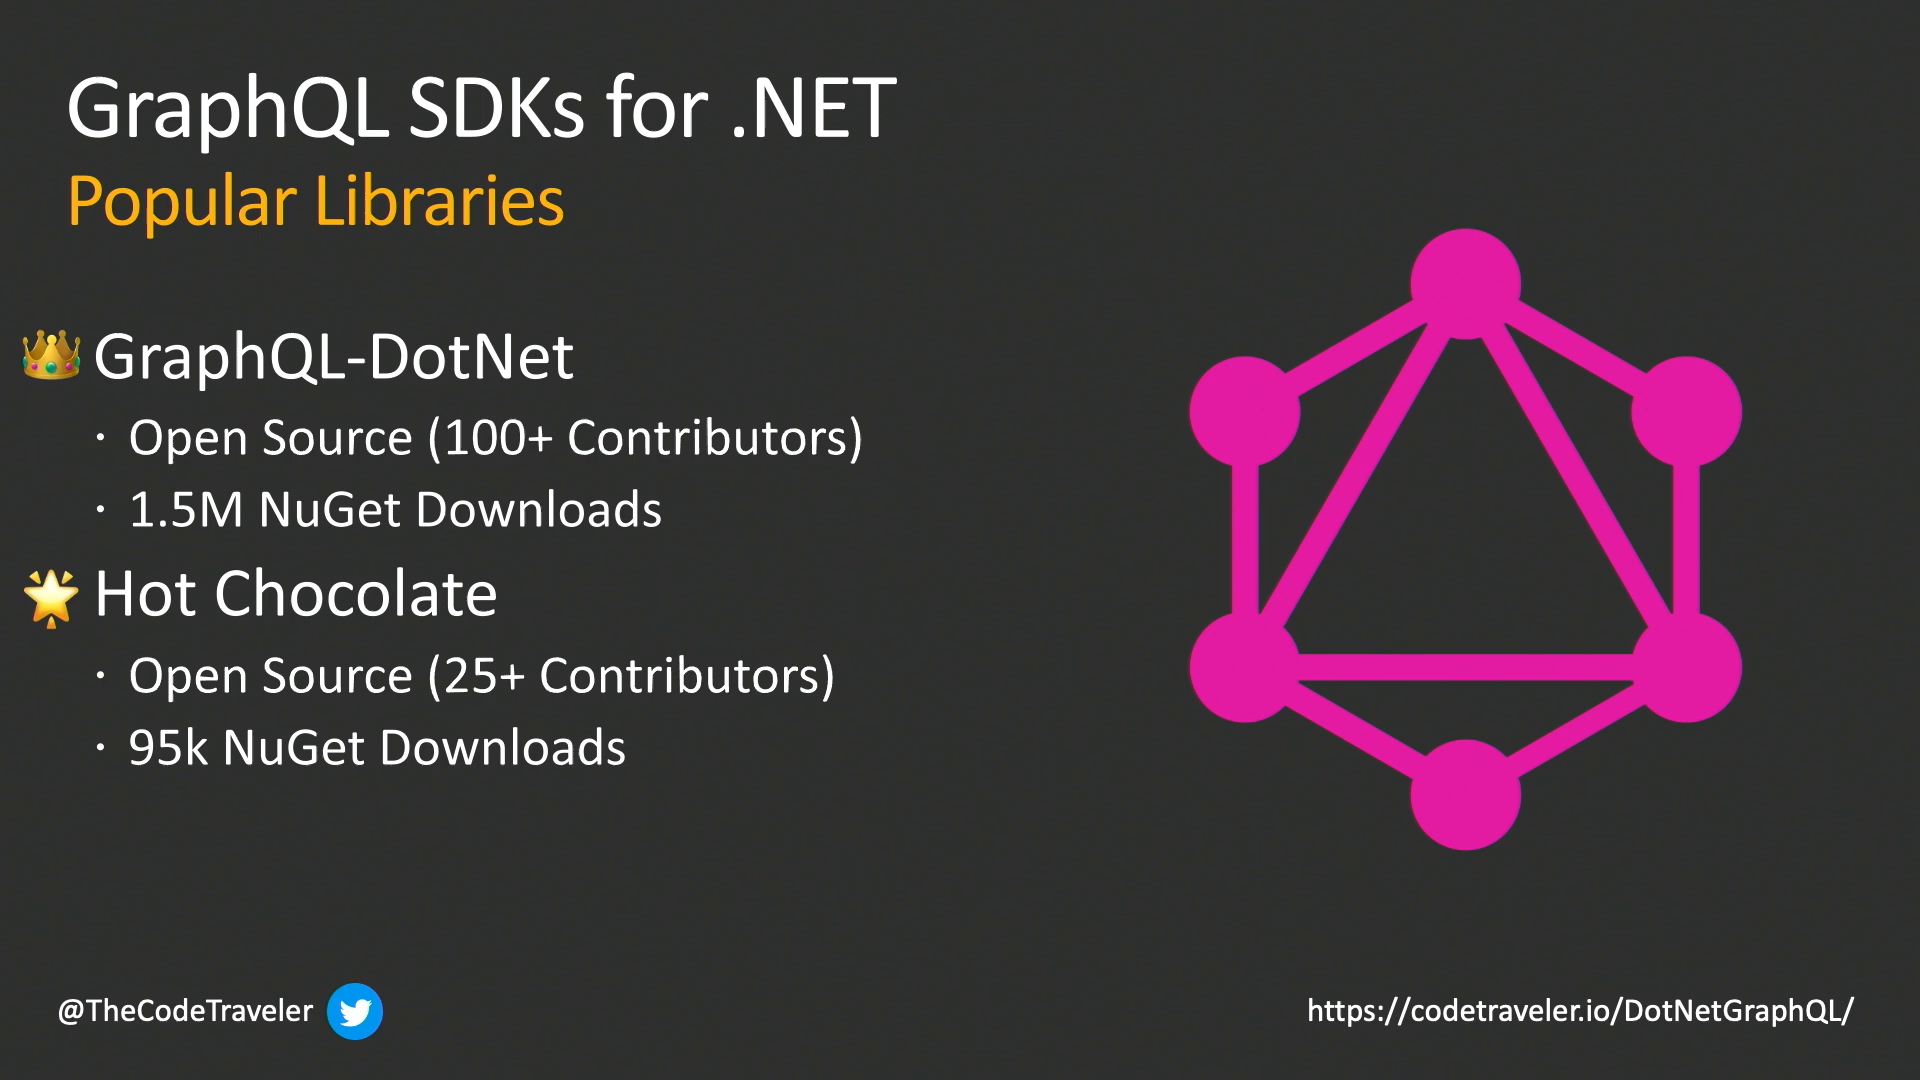 GraphQL SDKs for .NET
Popular Libraries
GraphQL-DotNet
· Open Source (100+ Contributors)
· 1.5M NuGet Downloads
Hot Chocolate
· Open Source (25+ Contributors)
· 95k NuGet Downloads
@TheCodeTraveler
https://codetraveler.io/DotNetGraphQL/